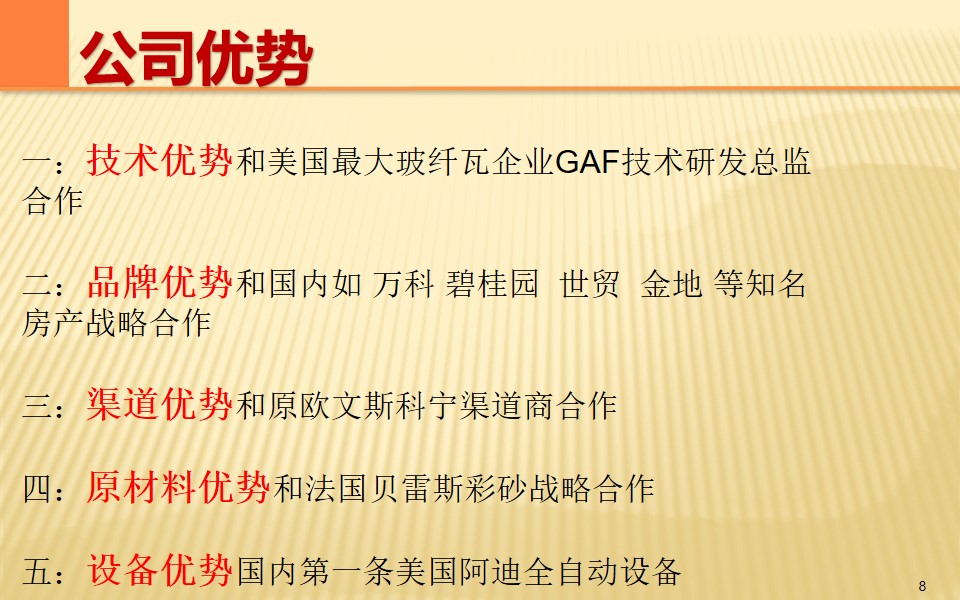 公司优势
一：技术优势和美国最大玻纤瓦企业GAF技术研发总监
合作
二：品牌优势和国内如 万科 碧桂园 世贸 金地 等知名
房产战略合作
三：渠道优势和原欧文斯科宁渠道商合作
四：原材料优势和法国贝雷斯彩砂战略合作
五：设备优势国内第一条美国阿迪全自动设备
8